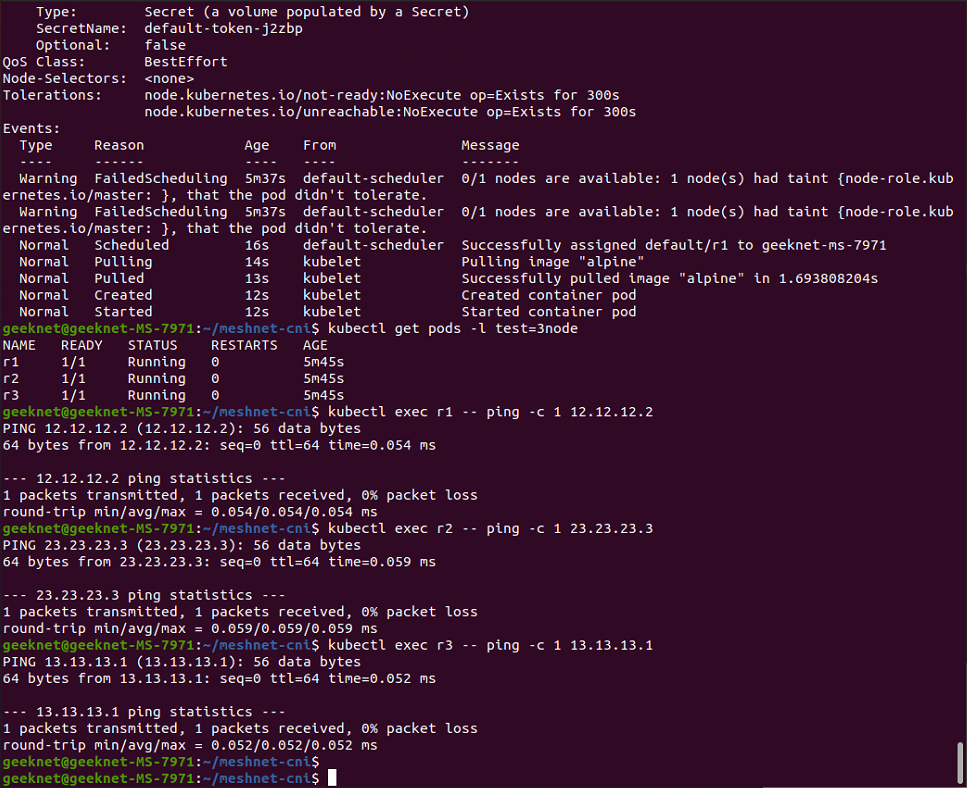 Type:        Secret (a volume populated by a Secret)
    SecretName:  default-token-j2zbp
    Optional:    false
QoS Class:       BestEffort
Node-Selectors:  <none>
Tolerations:     node.kubernetes.io/not-ready:NoExecute op=Exists for 300s
                 node.kubernetes.io/unreachable:NoExecute op=Exists for 300s
Events:
  Type     Reason            Age    From               Message
  ----     ------            ----   ----               -------
  Warning  FailedScheduling  5m37s  default-scheduler  0/1 nodes are available: 1 node(s) had taint {node-role.kub
ernetes.io/master: }, that the pod didn't tolerate.
  Warning  FailedScheduling  5m37s  default-scheduler  0/1 nodes are available: 1 node(s) had taint {node-role.kub
ernetes.io/master: }, that the pod didn't tolerate.
  Normal   Scheduled         16s    default-scheduler  Successfully assigned default/r1 to geeknet-ms-7971
  Normal   Pulling           14s    kubelet            Pulling image "alpine"
  Normal   Pulled            13s    kubelet            Successfully pulled image "alpine" in 1.693808204s
  Normal   Created           12s    kubelet            Created container pod
  Normal   Started           12s    kubelet            Started container pod
geeknet@geeknet-MS-7971:~/meshnet-cni$ kubectl get pods -l test=3node
NAME   READY   STATUS    RESTARTS   AGE
r1     1/1     Running   0          5m45s
r2     1/1     Running   0          5m45s
r3     1/1     Running   0          5m45s
geeknet@geeknet-MS-7971:~/meshnet-cni$ kubectl exec r1 -- ping -c 1 12.12.12.2
PING 12.12.12.2 (12.12.12.2): 56 data bytes
64 bytes from 12.12.12.2: seq=0 ttl=64 time=0.054 ms

--- 12.12.12.2 ping statistics ---
1 packets transmitted, 1 packets received, 0% packet loss
round-trip min/avg/max = 0.054/0.054/0.054 ms
geeknet@geeknet-MS-7971:~/meshnet-cni$ kubectl exec r2 -- ping -c 1 23.23.23.3
PING 23.23.23.3 (23.23.23.3): 56 data bytes
64 bytes from 23.23.23.3: seq=0 ttl=64 time=0.059 ms

--- 23.23.23.3 ping statistics ---
1 packets transmitted, 1 packets received, 0% packet loss
round-trip min/avg/max = 0.059/0.059/0.059 ms
geeknet@geeknet-MS-7971:~/meshnet-cni$ kubectl exec r3 -- ping -c 1 13.13.13.1
PING 13.13.13.1 (13.13.13.1): 56 data bytes
64 bytes from 13.13.13.1: seq=0 ttl=64 time=0.052 ms

--- 13.13.13.1 ping statistics ---
1 packets transmitted, 1 packets received, 0% packet loss
round-trip min/avg/max = 0.052/0.052/0.052 ms
geeknet@geeknet-MS-7971:~/meshnet-cni$
geeknet@geeknet-MS-7971:~/meshnet-cni$